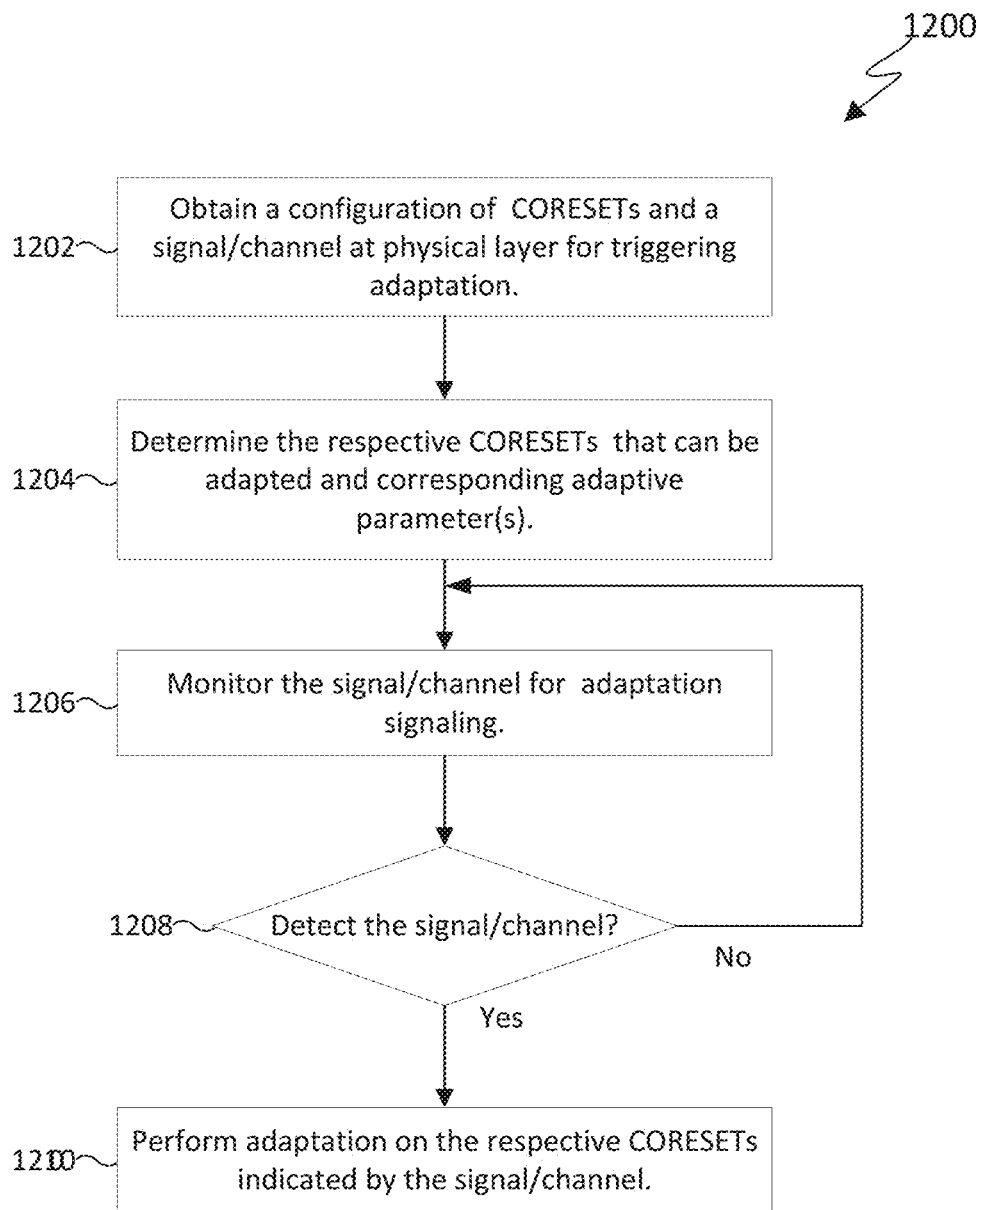 1200
Obtain a configuration of CORESETs and a
signal/channel at physical layer for triggering
adaptation.
1202
Determine the respective CORESETs that can be
adapted and corresponding adaptive
parameter(s).
1204
Monitor the signal/channel for adaptation
signaling.
1206
Detect the signal/channel?
1208
No
Yes
Perform adaptation on the respective CORESETs
indicated by the signal/channel.